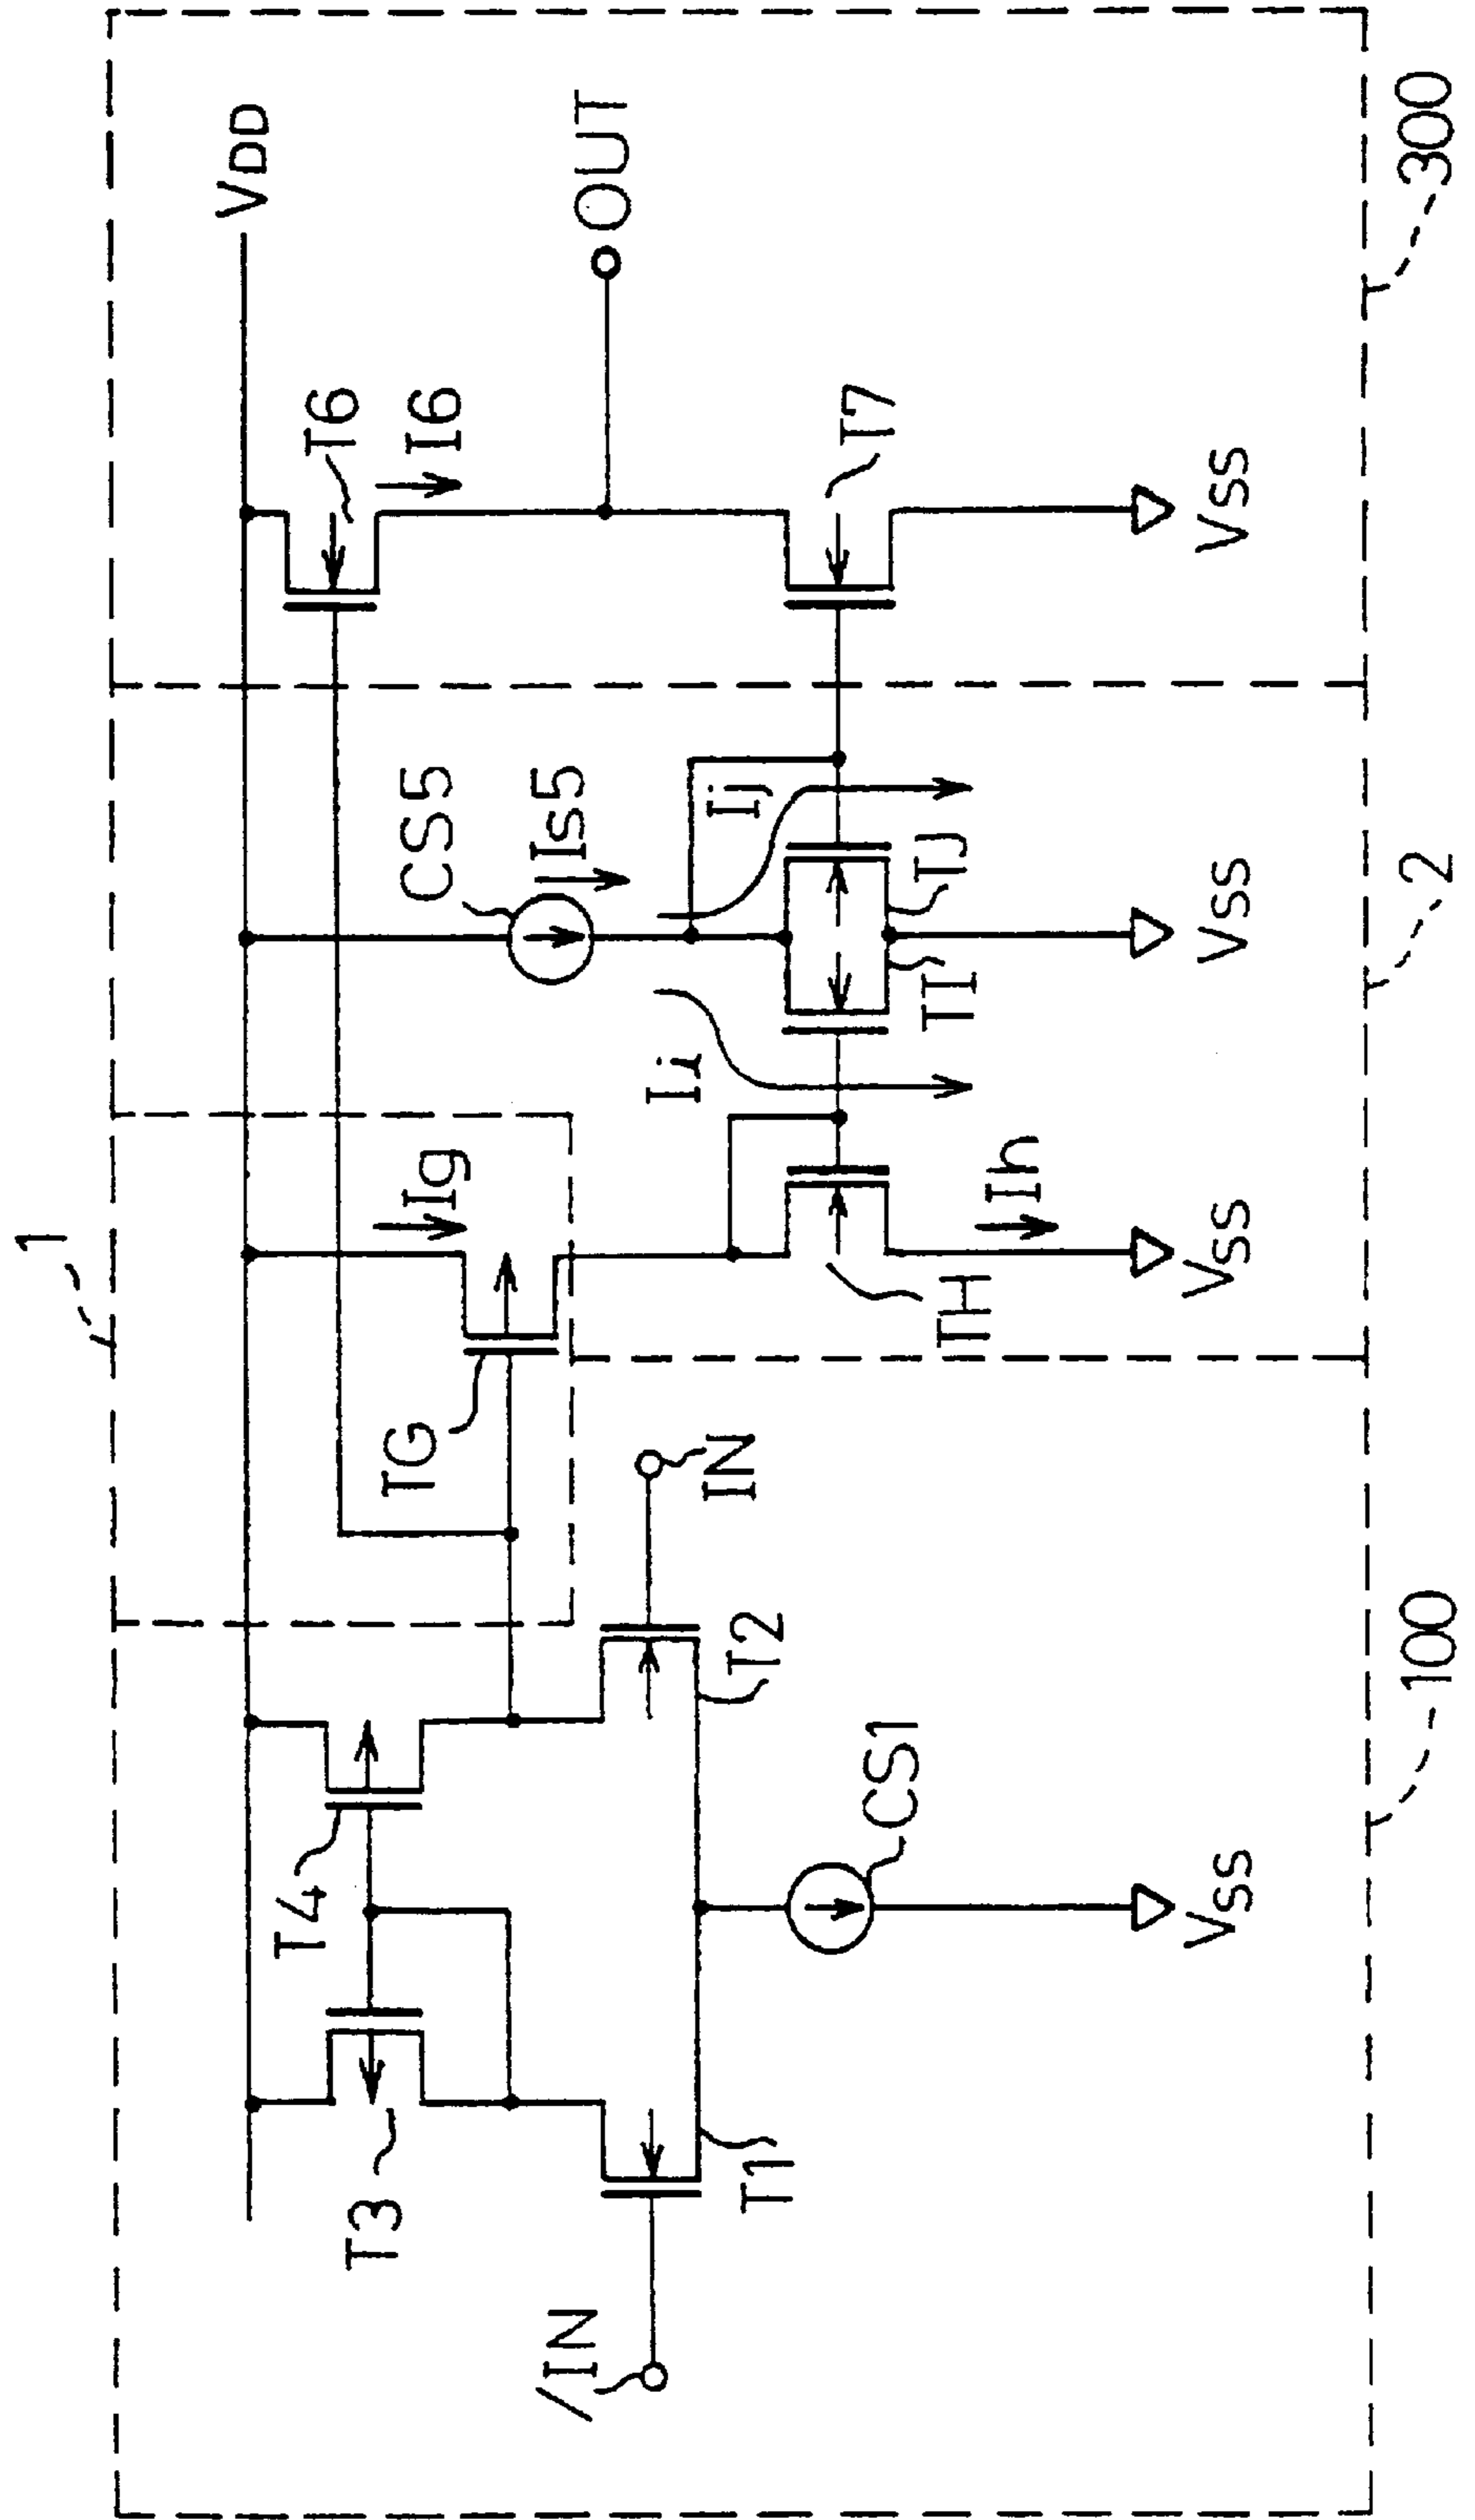 1
VDD
T6
I6
OUT
T7
VSS
300
CS5
Is5
Ij
TJ
TI
Ii
VSS
2
Ig
TG
TH
Ih
VSS
T4
T3
IN
T2
T1
/IN
CS1
VSS
100